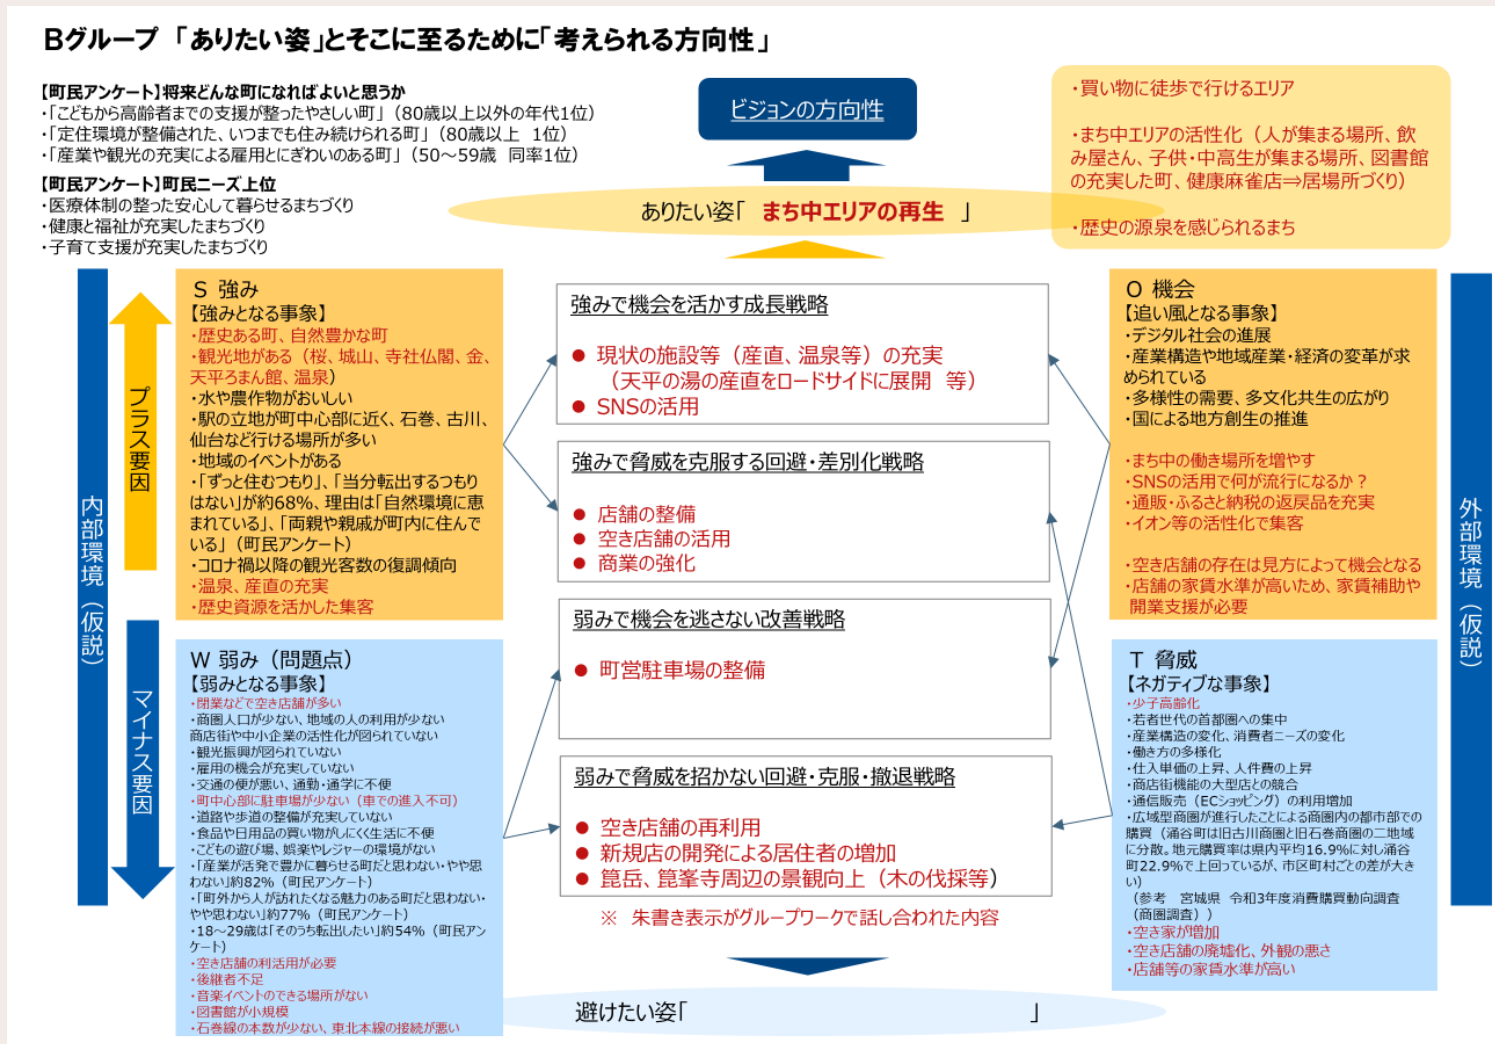 Bグループ 「ありたい姿」とそこに至るために「考えられる方向性」
【町民アンケート】将来どんな町になればよいと思うか
・「こどもから高齢者までの支援が整ったやさしい町」（80歳以上以外の年代1位）
・「定住環境が整備された、いつまでも住み続けられる町」（80歳以上 1位）
・「産業や観光の充実による雇用とにぎわいのある町」（50～59歳 同率1位）
【町民アンケート】町民ニーズ上位
・医療体制の整った安心して暮らせるまちづくり
・健康と福祉が充実したまちづくり
・子育て支援が充実したまちづくり
ビジョンの方向性
ありたい姿「 まち中エリアの再生 」
・買い物に徒歩で行けるエリア
・まち中エリアの活性化（人が集まる場所、飲
み屋さん、子供・中高生が集まる場所、図書館
の充実した町、健康麻雀店⇒居場所づくり）
・歴史の源泉を感じられるまち
内部環境（仮説）
プラス要因
マイナス要因
S 強み
【強みとなる事象】
・歴史ある町、自然豊かな町
・観光地がある（桜、城山、寺社仏閣、金、
天平ろまん館、温泉）
・水や農作物がおいしい
・駅の立地が町中心部に近く、石巻、古川、
仙台など行ける場所が多い
・地域のイベントがある
・「ずっと住むつもり」、「当分転出するつもり
はない」が約68%、理由は「自然環境に恵
まれている」、「両親や親戚が町内に住んで
いる」（町民アンケート）
・コロナ禍以降の観光客数の復調傾向
・温泉、産直の充実
・歴史資源を活かした集客
W 弱み（問題点）
【弱みとなる事象】
・閉業などで空き店舗が多い
・商圏人口が少ない、地域の人の利用が少ない
商店街や中小企業の活性化が図られていない
・観光振興が図られていない
・雇用の機会が充実していない
・交通の便が悪い、通勤・通学に不便
・町中心部に駐車場が少ない（車での進入不可）
・道路や歩道の整備が充実していない
・食品や日用品の買い物がしにくく生活に不便
・こどもの遊び場、娯楽やレジャーの環境がない
・「産業が活発で豊かに暮らせる町だと思わない・やや思
わない」約82%（町民アンケート）
・「町外から人が訪れたくなる魅力のある町だと思わない・
やや思わない」約77%（町民アンケート）
・18～29歳は「そのうち転出したい」約54%（町民アン
ケート）
・空き店舗の利活用が必要
・後継者不足
・音楽イベントのできる場所がない
・図書館が小規模
・石巻線の本数が少ない、東北本線の接続が悪い
強みで機会を活かす成長戦略
● 現状の施設等（産直、温泉等）の充実
（天平の湯の産直をロードサイドに展開 等）
● SNSの活用
強みで脅威を克服する回避・差別化戦略
● 店舗の整備
● 空き店舗の活用
● 商業の強化
弱みで機会を逃さない改善戦略
● 町営駐車場の整備
弱みで脅威を招かない回避・克服・撤退戦略
● 空き店舗の再利用
● 新規店の開発による居住者の増加
● 箟岳、箟峯寺周辺の景観向上（木の伐採等）
※ 朱書き表示がグループワークで話し合われた内容
避けたい姿「 」
O 機会
【追い風となる事象】
・デジタル社会の進展
・産業構造や地域産業・経済の変革が求
められている
・多様性の需要、多文化共生の広がり
・国による地方創生の推進
・まち中の働き場所を増やす
・SNSの活用で何が流行になるか？
・通販・ふるさと納税の返戻品を充実
・イオン等の活性化で集客
・空き店舗の存在は見方によって機会となる
・店舗の家賃水準が高いため、家賃補助や
開業支援が必要
T 脅威
【ネガティブな事象】
・少子高齢化
・若者世代の首都圏への集中
・産業構造の変化、消費者ニーズの変化
・働き方の多様化
・仕入単価の上昇、人件費の上昇
・商店街機能の大型店との競合
・通信販売（ECショッピング）の利用増加
・広域型商圏が進行したことによる商圏内の都市部での
購買（涌谷町は旧古川商圏と旧石巻商圏の二地域
に分散。地元購買率は県内平均16.9%に対し涌谷
町22.9%で上回っているが、市区町村ごとの差が大き
い）
（参考 宮城県 令和3年度消費購買動向調査
（商圏調査））
・空き家が増加
・空き店舗の廃墟化、外観の悪さ
・店舗等の家賃水準が高い
外部環境（仮説）